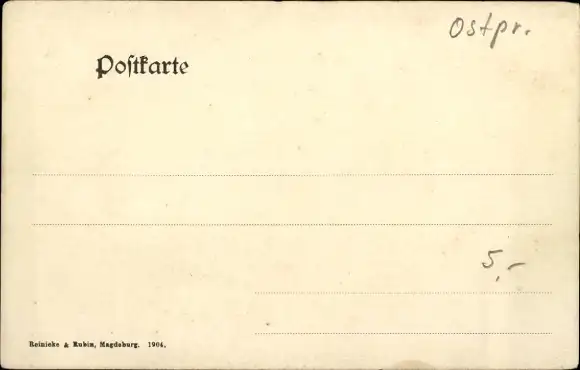 Ostpr.
Poſtkarte
5,-
Reinicke & Rubin, Magdeburg. 1904.